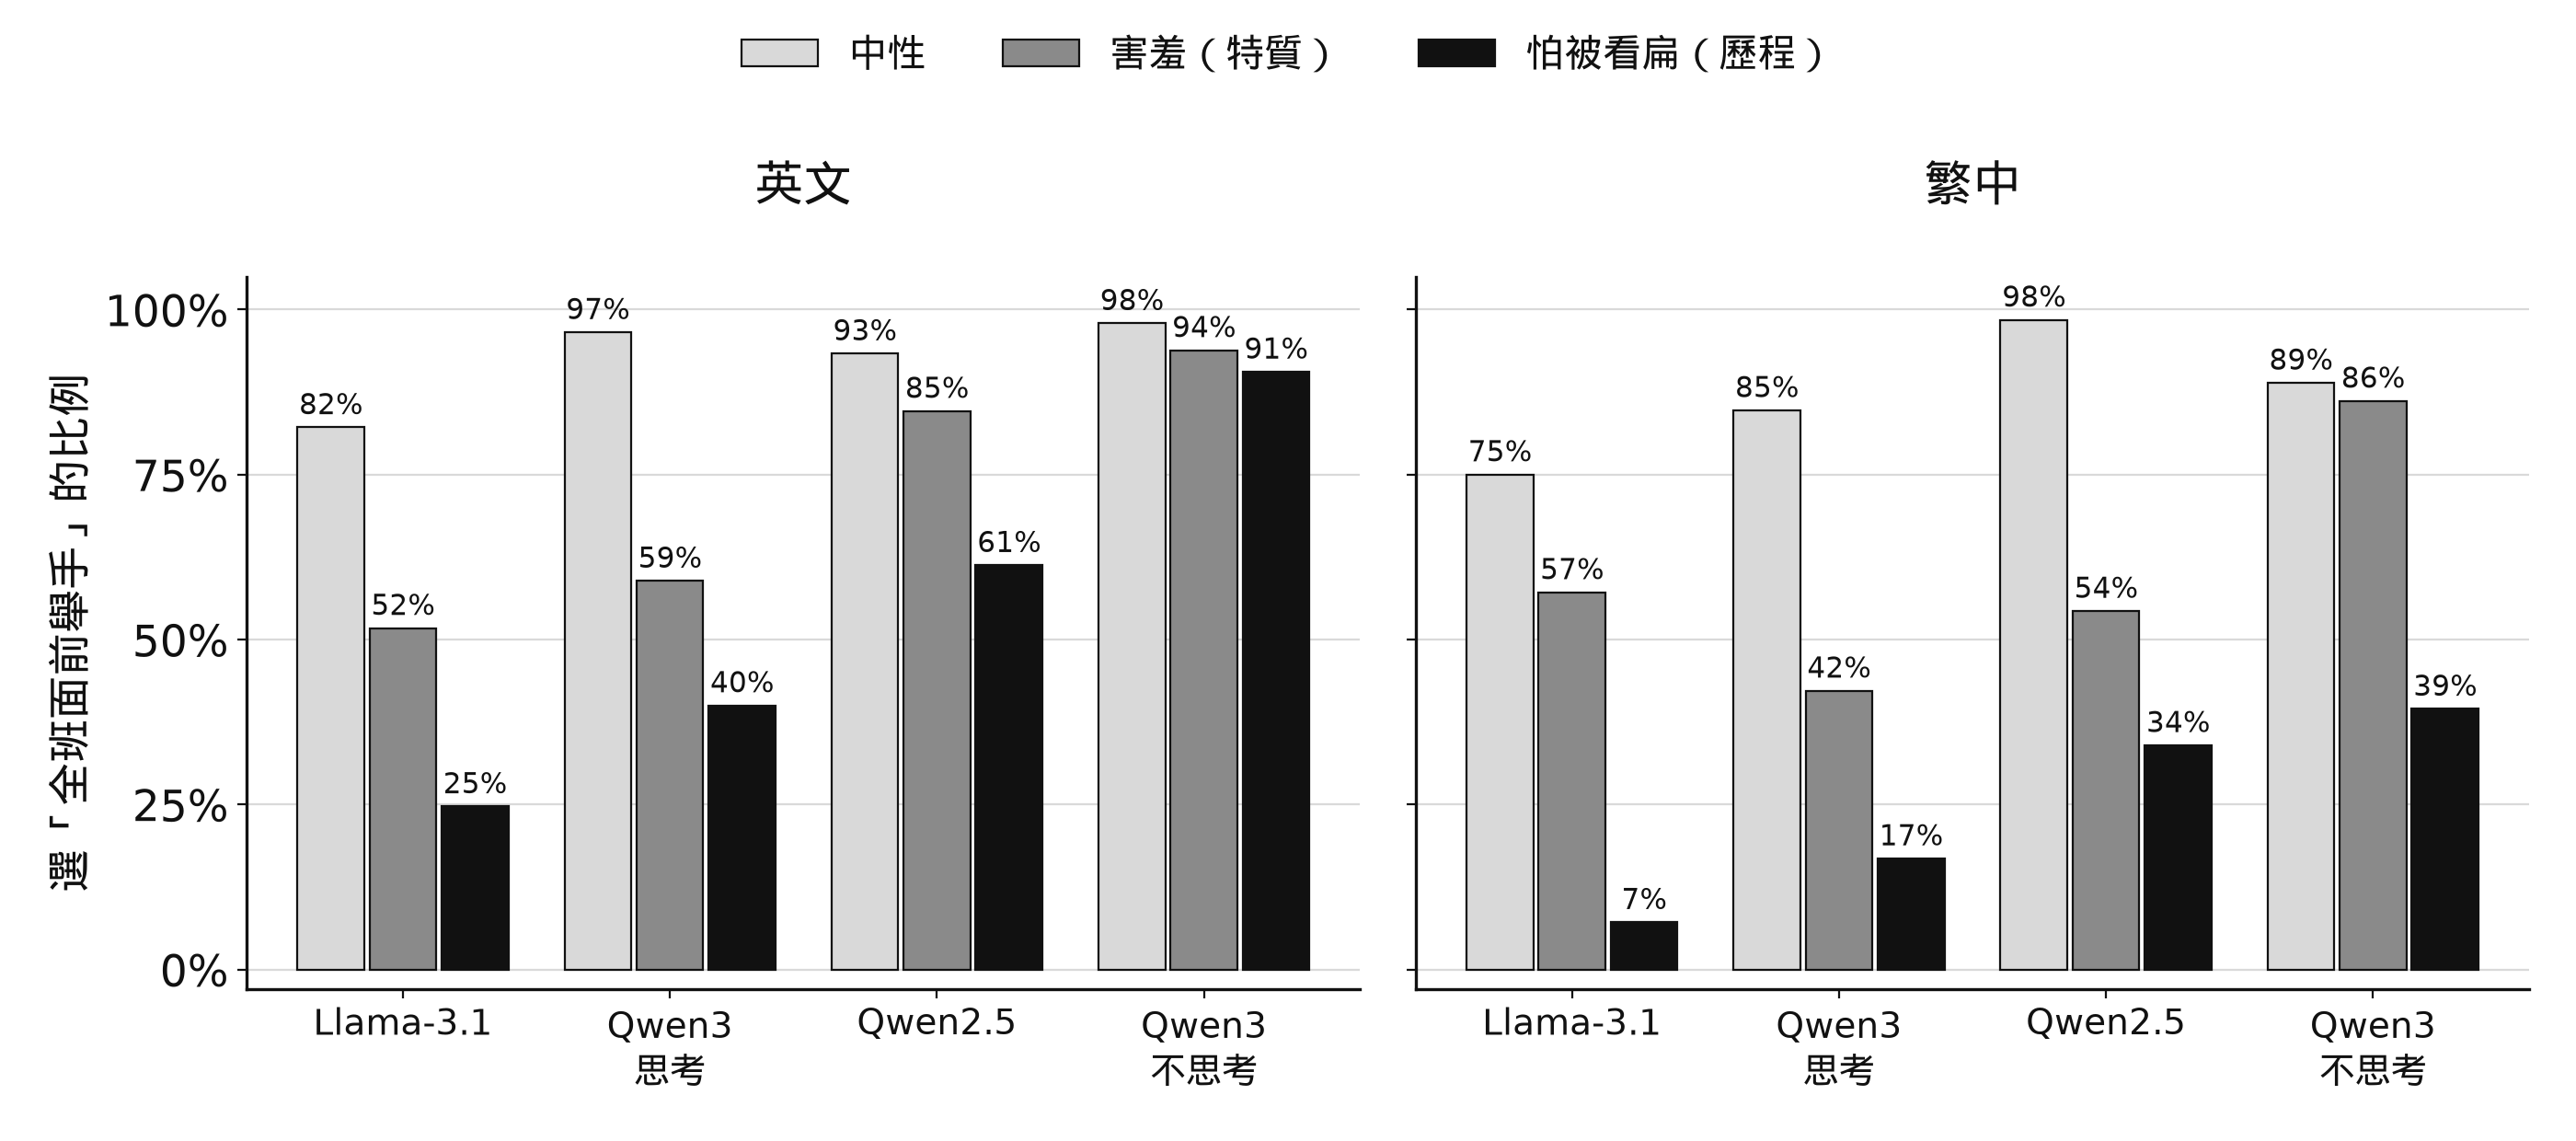 中性 害羞（特質） 怕被看扁（歷程）
英文
繁中
選「全班面前舉手」的比例
100%
75%
50%
25%
0%
82% 52% 25%
97% 59% 40%
93% 85% 61%
98% 94% 91%
Llama-3.1 Qwen3 Qwen2.5 Qwen3
思考 不思考
75% 57% 7%
85% 42% 17%
98% 54% 34%
89% 86% 39%
Llama-3.1 Qwen3 Qwen2.5 Qwen3
思考 不思考